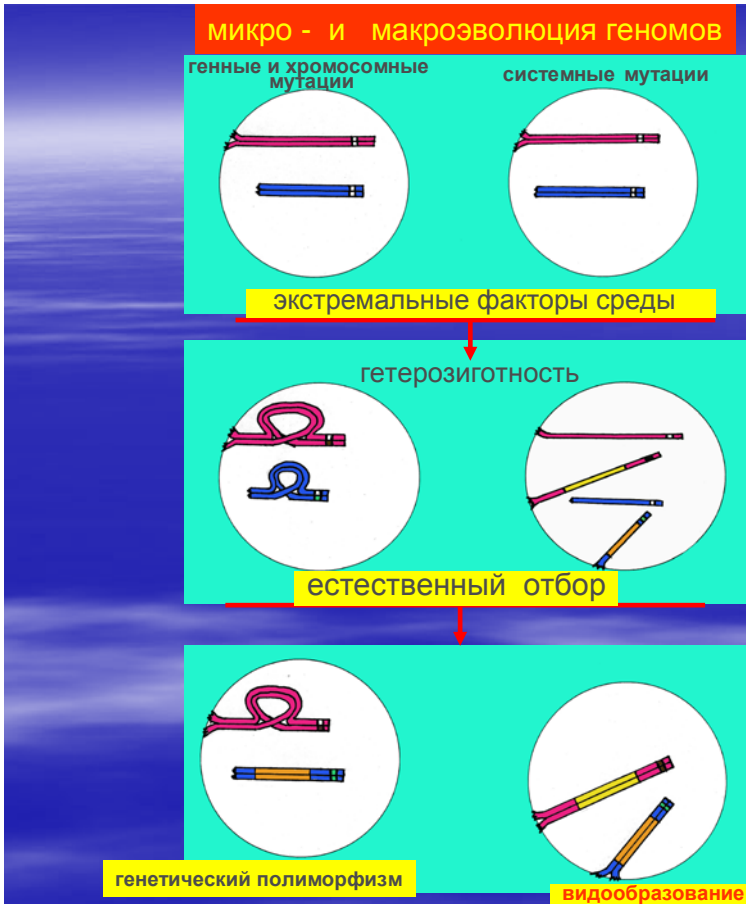 микро - и макроэволюция геномов
генные и хромосомные
мутации
системные мутации
экстремальные факторы среды
гетерозиготность
естественный отбор
генетический полиморфизм
видообразование